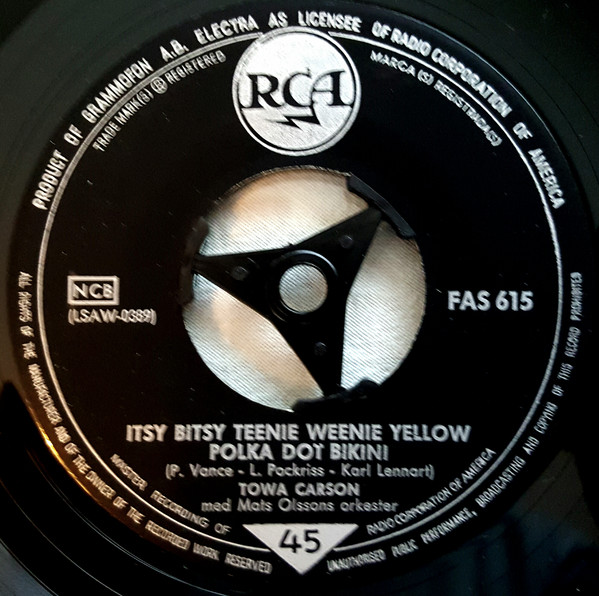 PRODUCT OF GRAMMOFON A.B. ELECTRA AS LICENSEE OF RADIO CORPORATION OF AMERICA
TRADE MARK(S) ® REGISTERED
MARCA(S) REGISTRADA(S)
RCA
NCB
(LSAW-0389)
FAS 615
ITSY BITSY TEENIE WEENIE YELLOW
POLKA DOT BIKINI
(P. Vance - L. Pockriss - Karl Lennart)
TOWA CARSON
med Mats Olssons orkester
MASTER RECORDING OF
RADIO CORPORATION OF AMERICA
45
ALL RIGHTS OF THE MANUFACTURER AND OF THE OWNER OF THE RECORDED WORK RESERVED
UNAUTHORISED PUBLIC PERFORMANCE, BROADCASTING AND COPYING OF THIS RECORD PROHIBITED